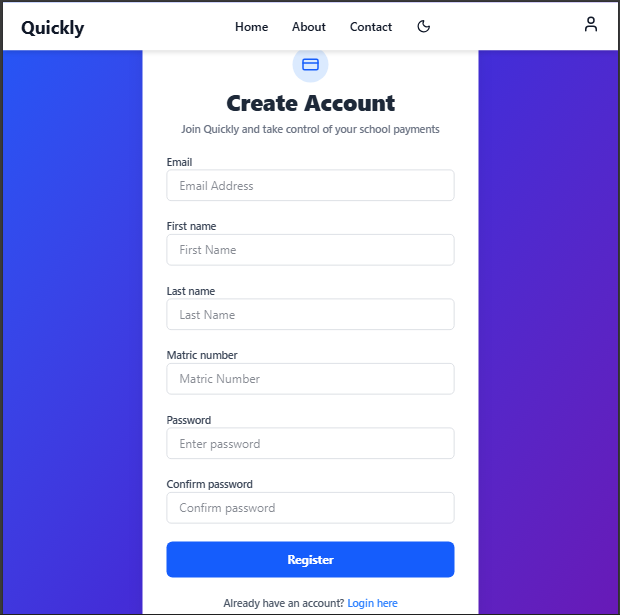 Quickly
Home About Contact
Create Account
Join Quickly and take control of your school payments
Email
Email Address
First name
First Name
Last name
Last Name
Matric number
Matric Number
Password
Enter password
Confirm password
Confirm password
Register
Already have an account? Login here